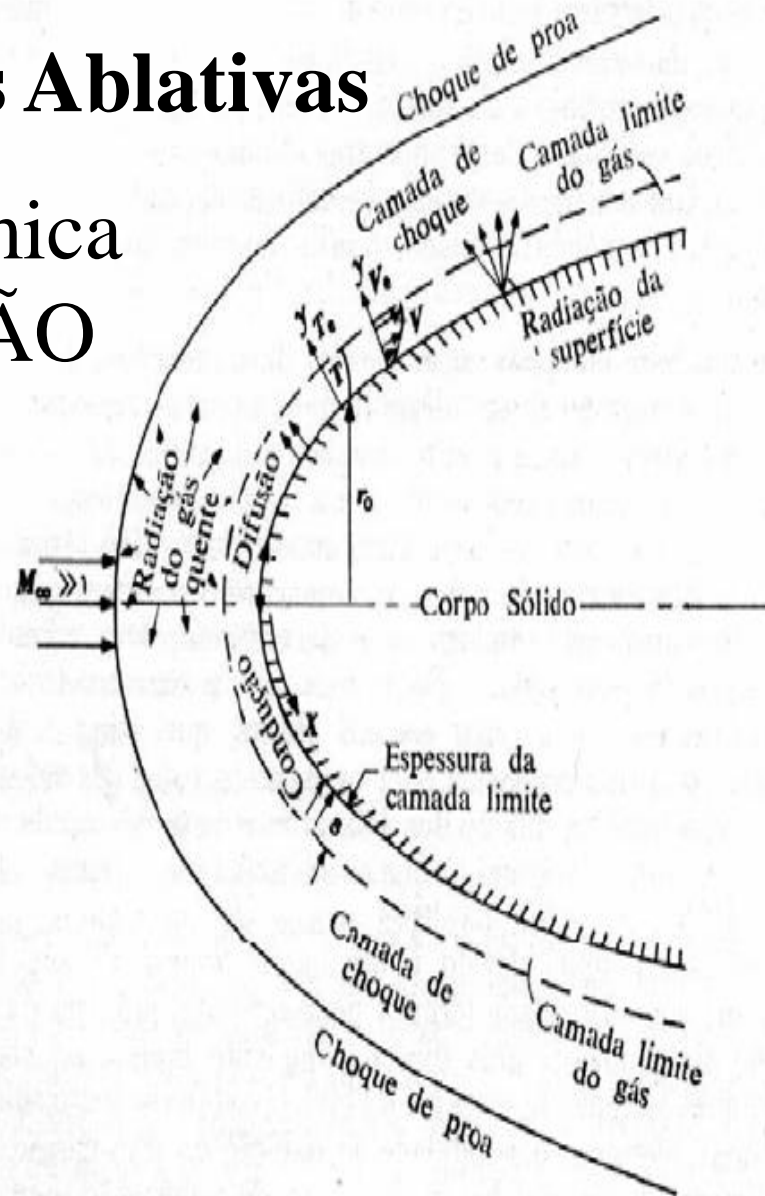 s Ablativas
nica
ÃO
Choque de proa
Camada de
choque
Camada limite
do gás
Radiação da
superfície
y
V₀
V
y
T₀
T
r₀
Radiação
do gás
quente
Difusão
M∞ ≫ 1
Corpo Sólido
Condução
X
Espessura da
camada limite
Camada de
choque
Camada limite
do gás
Choque de proa